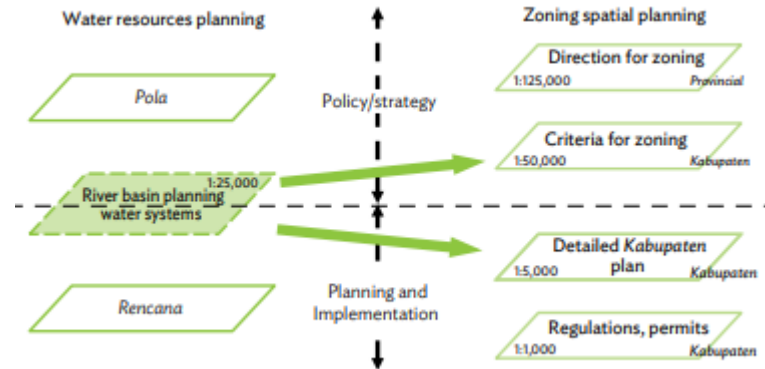 Water resources planning
Zoning spatial planning
Direction for zoning
1:125,000
Provincial
Pola
Policy/strategy
Criteria for zoning
1:50,000
Kabupaten
1:25,000
River basin planning
water systems
Detailed Kabupaten
plan
1:5,000
Kabupaten
Rencana
Planning and
Implementation
Regulations, permits
1:1,000
Kabupaten